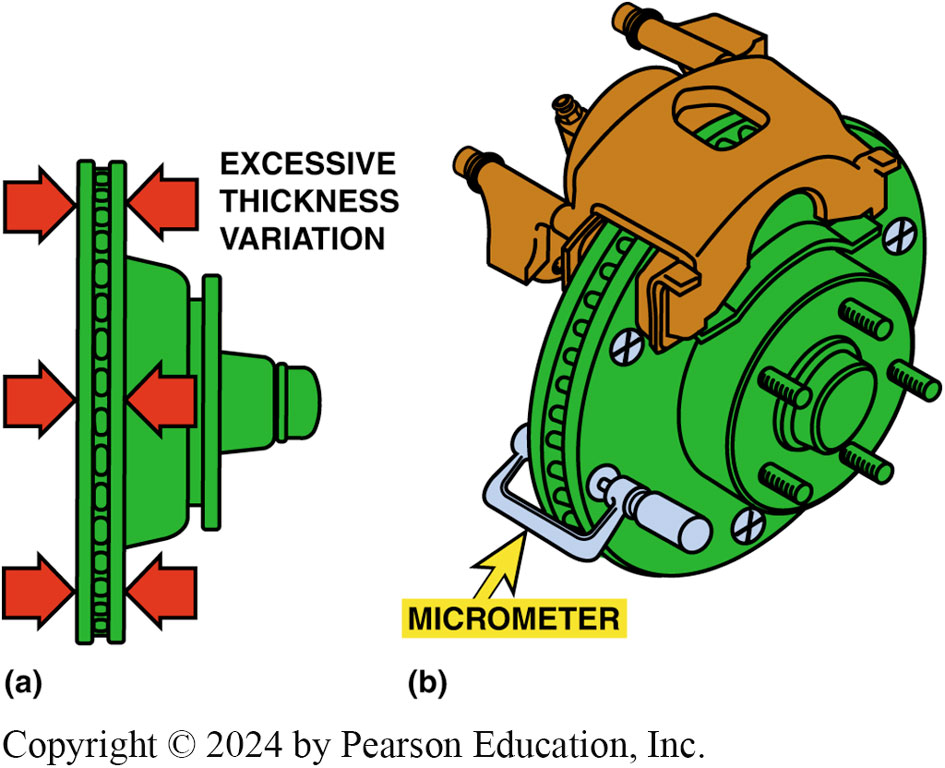 EXCESSIVE
THICKNESS
VARIATION
MICROMETER
(a)
(b)
Copyright © 2024 by Pearson Education, Inc.